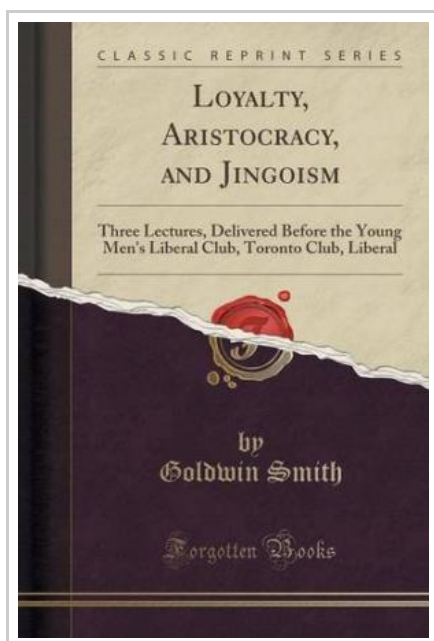 CLASSIC REPRINT SERIES
LOYALTY,
ARISTOCRACY,
AND JINGOISM
Three Lectures, Delivered Before the Young
Men's Liberal Club, Toronto Club, Liberal
by
Goldwin Smith
Forgotten Books